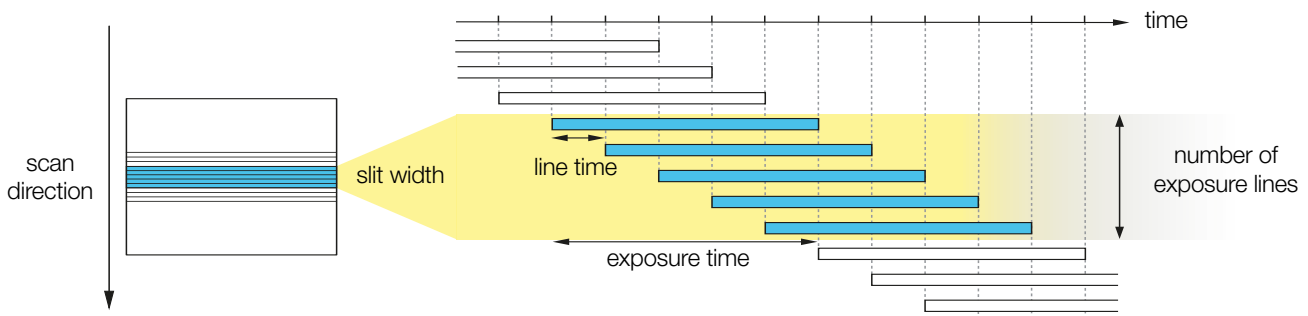 time
scan
direction
slit width
line time
number of
exposure lines
exposure time